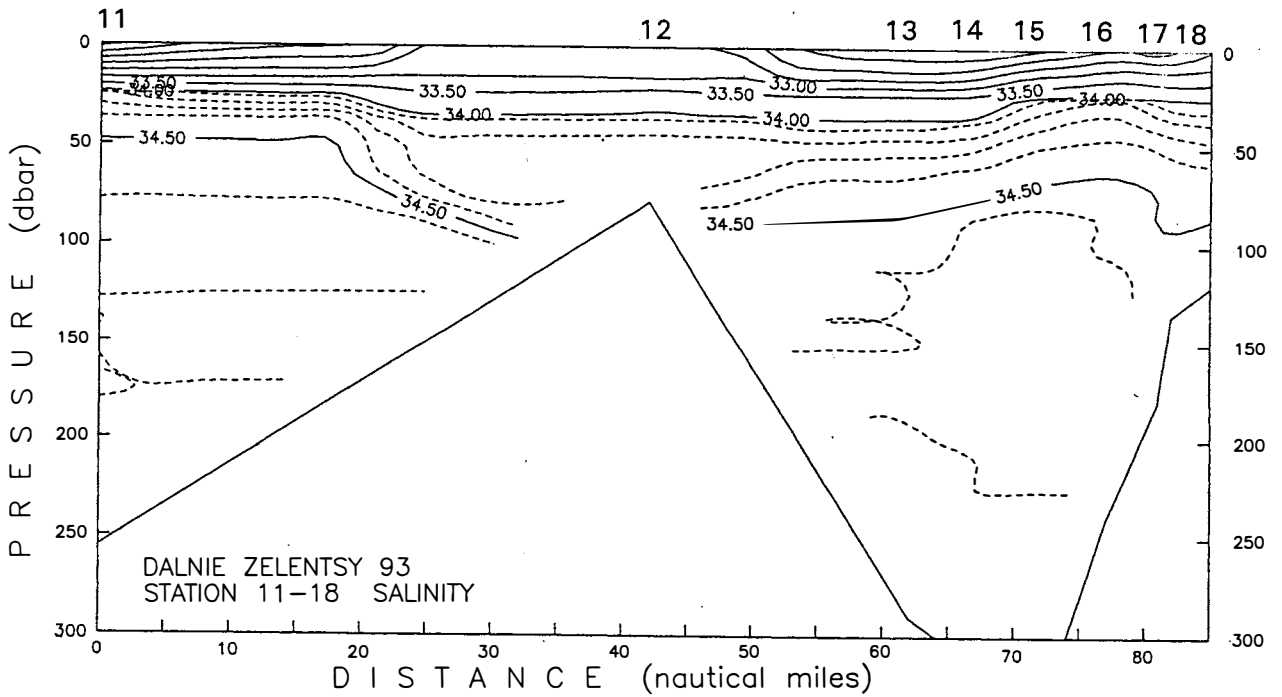 11 12 13 14 15 16 17 18
0 0
33.50 33.00
34.00 33.50 33.50 33.50 34.00
34.00 34.00
50 34.50 50
34.50 34.50 34.50
100 100
150 150
200 200
250 250
DALNIE ZELENTSY 93
STATION 11-18 SALINITY
300 300
0 10 20 30 40 50 60 70 80
PRESSURE (dbar)
DISTANCE (nautical miles)